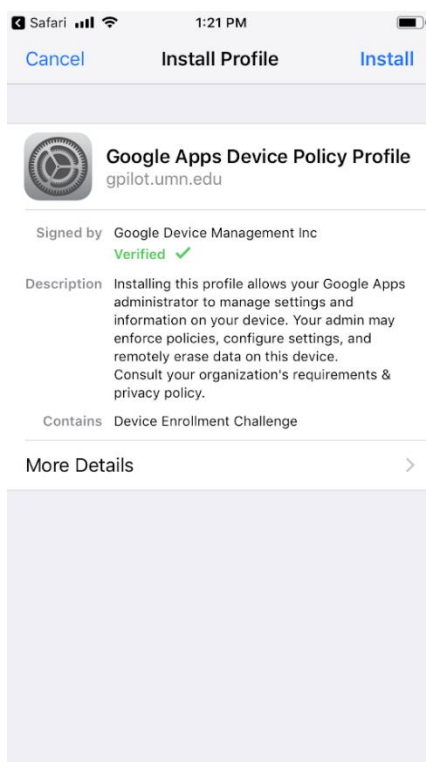 Safari 1:21 PM
Cancel Install Profile Install
Google Apps Device Policy Profile
gpilot.umn.edu
Signed by Google Device Management Inc
Verified ✓
Description Installing this profile allows your Google Apps
administrator to manage settings and
information on your device. Your admin may
enforce policies, configure settings, and
remotely erase data on this device.
Consult your organization's requirements &
privacy policy.
Contains Device Enrollment Challenge
More Details